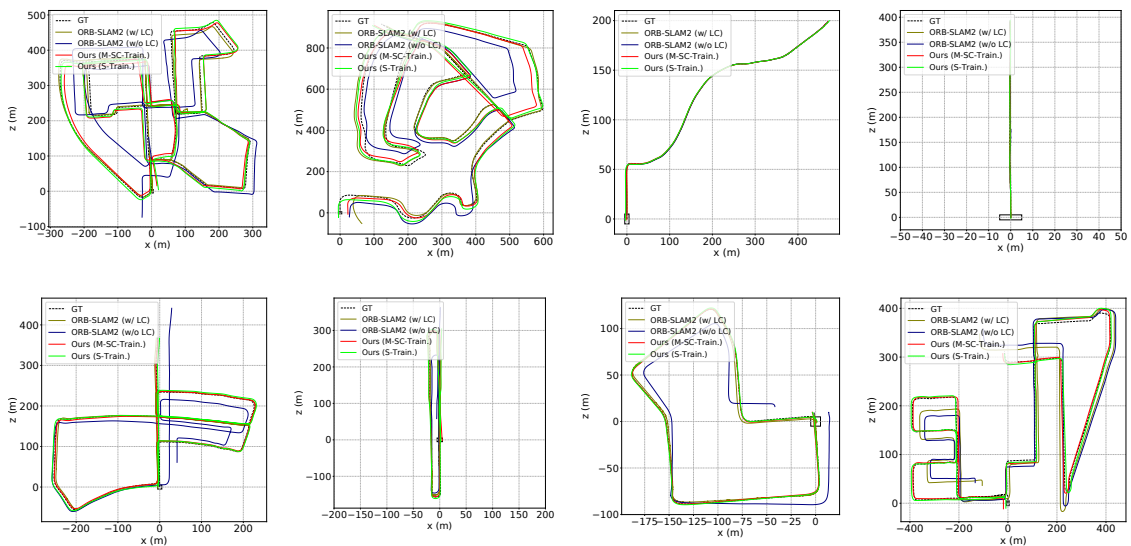 500
400
300
200
100
0
−100
z (m)
GT
ORB-SLAM2 (w/ LC)
ORB-SLAM2 (w/o LC)
Ours (M-SC-Train.)
Ours (S-Train.)
−300 −200 −100 0 100 200 300
x (m)
800
600
400
200
0
z (m)
GT
ORB-SLAM2 (w/ LC)
ORB-SLAM2 (w/o LC)
Ours (M-SC-Train.)
Ours (S-Train.)
0 100 200 300 400 500 600
x (m)
200
150
100
50
0
z (m)
GT
ORB-SLAM2 (w/ LC)
ORB-SLAM2 (w/o LC)
Ours (M-SC-Train.)
Ours (S-Train.)
0 100 200 300 400
x (m)
400
350
300
250
200
150
100
50
0
z (m)
GT
ORB-SLAM2 (w/ LC)
ORB-SLAM2 (w/o LC)
Ours (M-SC-Train.)
Ours (S-Train.)
−50 −40 −30 −20 −10 0 10 20 30 40 50
x (m)
400
300
200
100
0
z (m)
GT
ORB-SLAM2 (w/ LC)
ORB-SLAM2 (w/o LC)
Ours (M-SC-Train.)
Ours (S-Train.)
−200 −100 0 100 200
x (m)
300
200
100
0
−100
z (m)
GT
ORB-SLAM2 (w/ LC)
ORB-SLAM2 (w/o LC)
Ours (M-SC-Train.)
Ours (S-Train.)
−200 −150 −100 −50 0 50 100 150 200
x (m)
100
50
0
−50
−100
z (m)
GT
ORB-SLAM2 (w/ LC)
ORB-SLAM2 (w/o LC)
Ours (M-SC-Train.)
Ours (S-Train.)
−175 −150 −125 −100 −75 −50 −25 0
x (m)
400
300
200
100
0
z (m)
GT
ORB-SLAM2 (w/ LC)
ORB-SLAM2 (w/o LC)
Ours (M-SC-Train.)
Ours (S-Train.)
−400 −200 0 200 400
x (m)